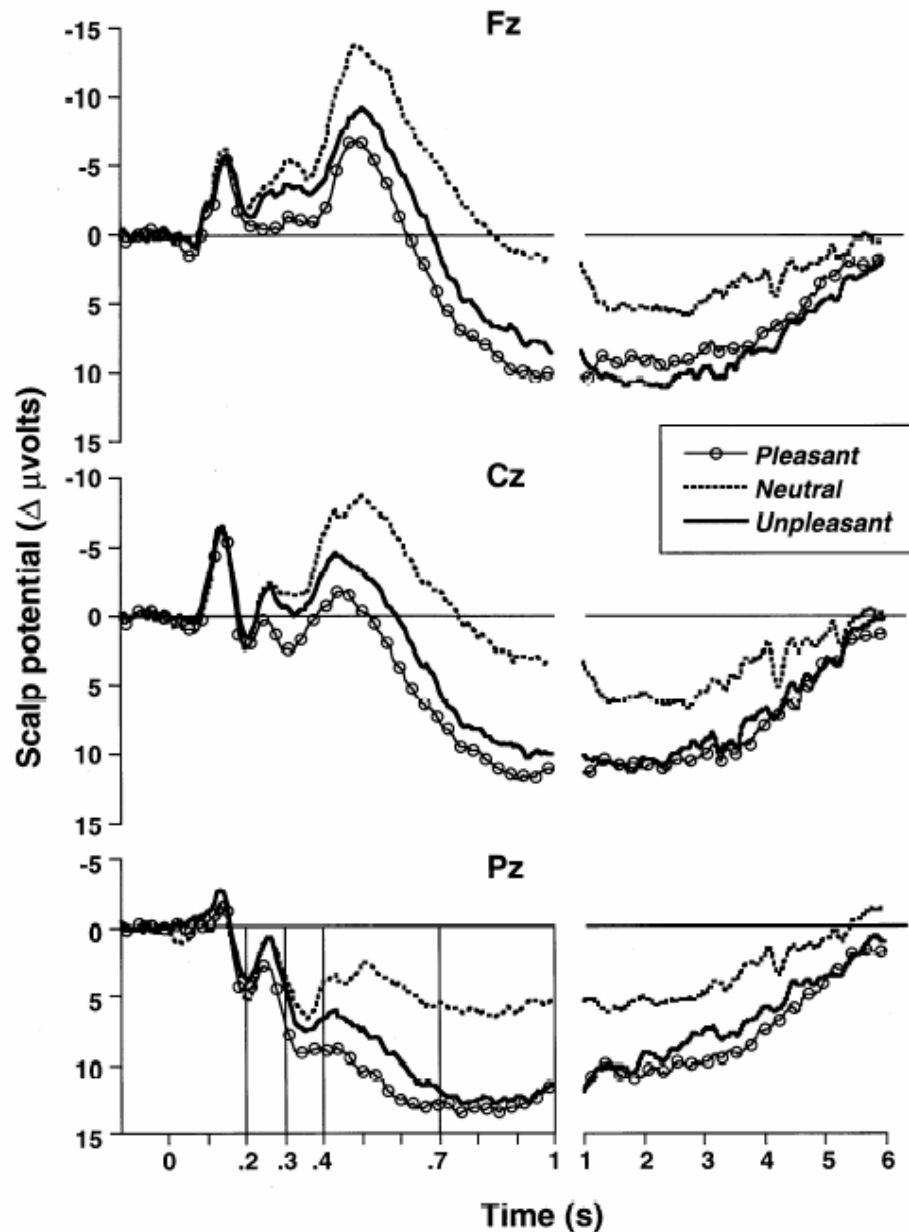 Fz
-15
-10
-5
0
5
10
15
Pleasant
Neutral
Unpleasant
Cz
-10
-5
0
5
10
15
Pz
-5
0
5
10
15
0 .2 .3 .4 .7 1 1 2 3 4 5 6
Scalp potential (Δ μvolts)
Time (s)